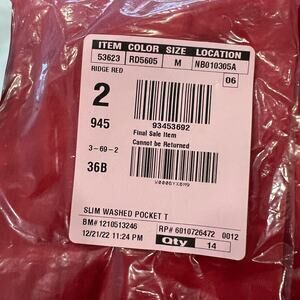 ITEM COLOR SIZE LOCATION
53623 RD5605 M NB010305A
RIDGE RED
06
2
945
93453692
Final Sale Item
Cannot be Returned
3-69-2
36B
V0006YX8M9
SLIM WASHED POCKET T
BM# 1210513246 RP# 6010726472 0012
12/21/22 11:24 PM Qty 14